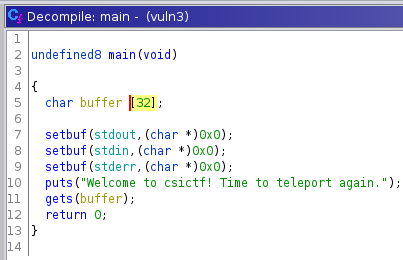 Decompile: main - (vuln3)
1
2 undefined8 main(void)
3
4 {
5 char buffer [32];
6
7 setbuf(stdout,(char *)0x0);
8 setbuf(stdin,(char *)0x0);
9 setbuf(stderr,(char *)0x0);
10 puts("Welcome to csictf! Time to teleport again.");
11 gets(buffer);
12 return 0;
13 }
14